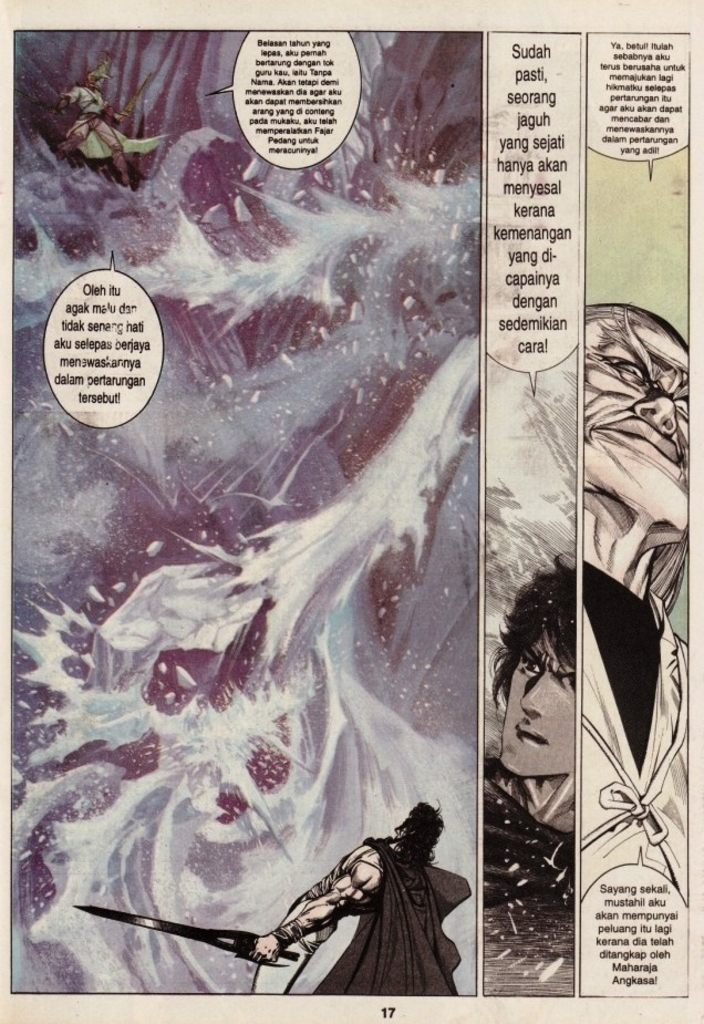 Belasan tahun yang
lepas, aku pernah
bertarung dengan tok
guru kau, iaitu Tanpa
Nama. Akan tetapi demi
menewaskan dia agar aku
akan dapat membersihkan
arang yang di conteng
pada mukaku, aku telah
memperalatkan Fajar
Pedang untuk
meracuninya!
Oleh itu
agak malu dan
tidak senang hati
aku selepas berjaya
menewaskannya
dalam pertarungan
tersebut!
Sudah
pasti,
seorang
jaguh
yang sejati
hanya akan
menyesal
kerana
kemenangan
yang di-
capainya
dengan
sedemikian
cara!
Ya, betul! Itulah
sebabnya aku
terus berusaha untuk
memajukan lagi
hikmatku selepas
pertarungan itu
agar aku akan dapat
mencabar dan
menewaskannya
dalam pertarungan
yang adil!
Sayang sekali,
mustahil aku
akan mempunyai
peluang itu lagi
kerana dia telah
ditangkap oleh
Maharaja
Angkasa!
17